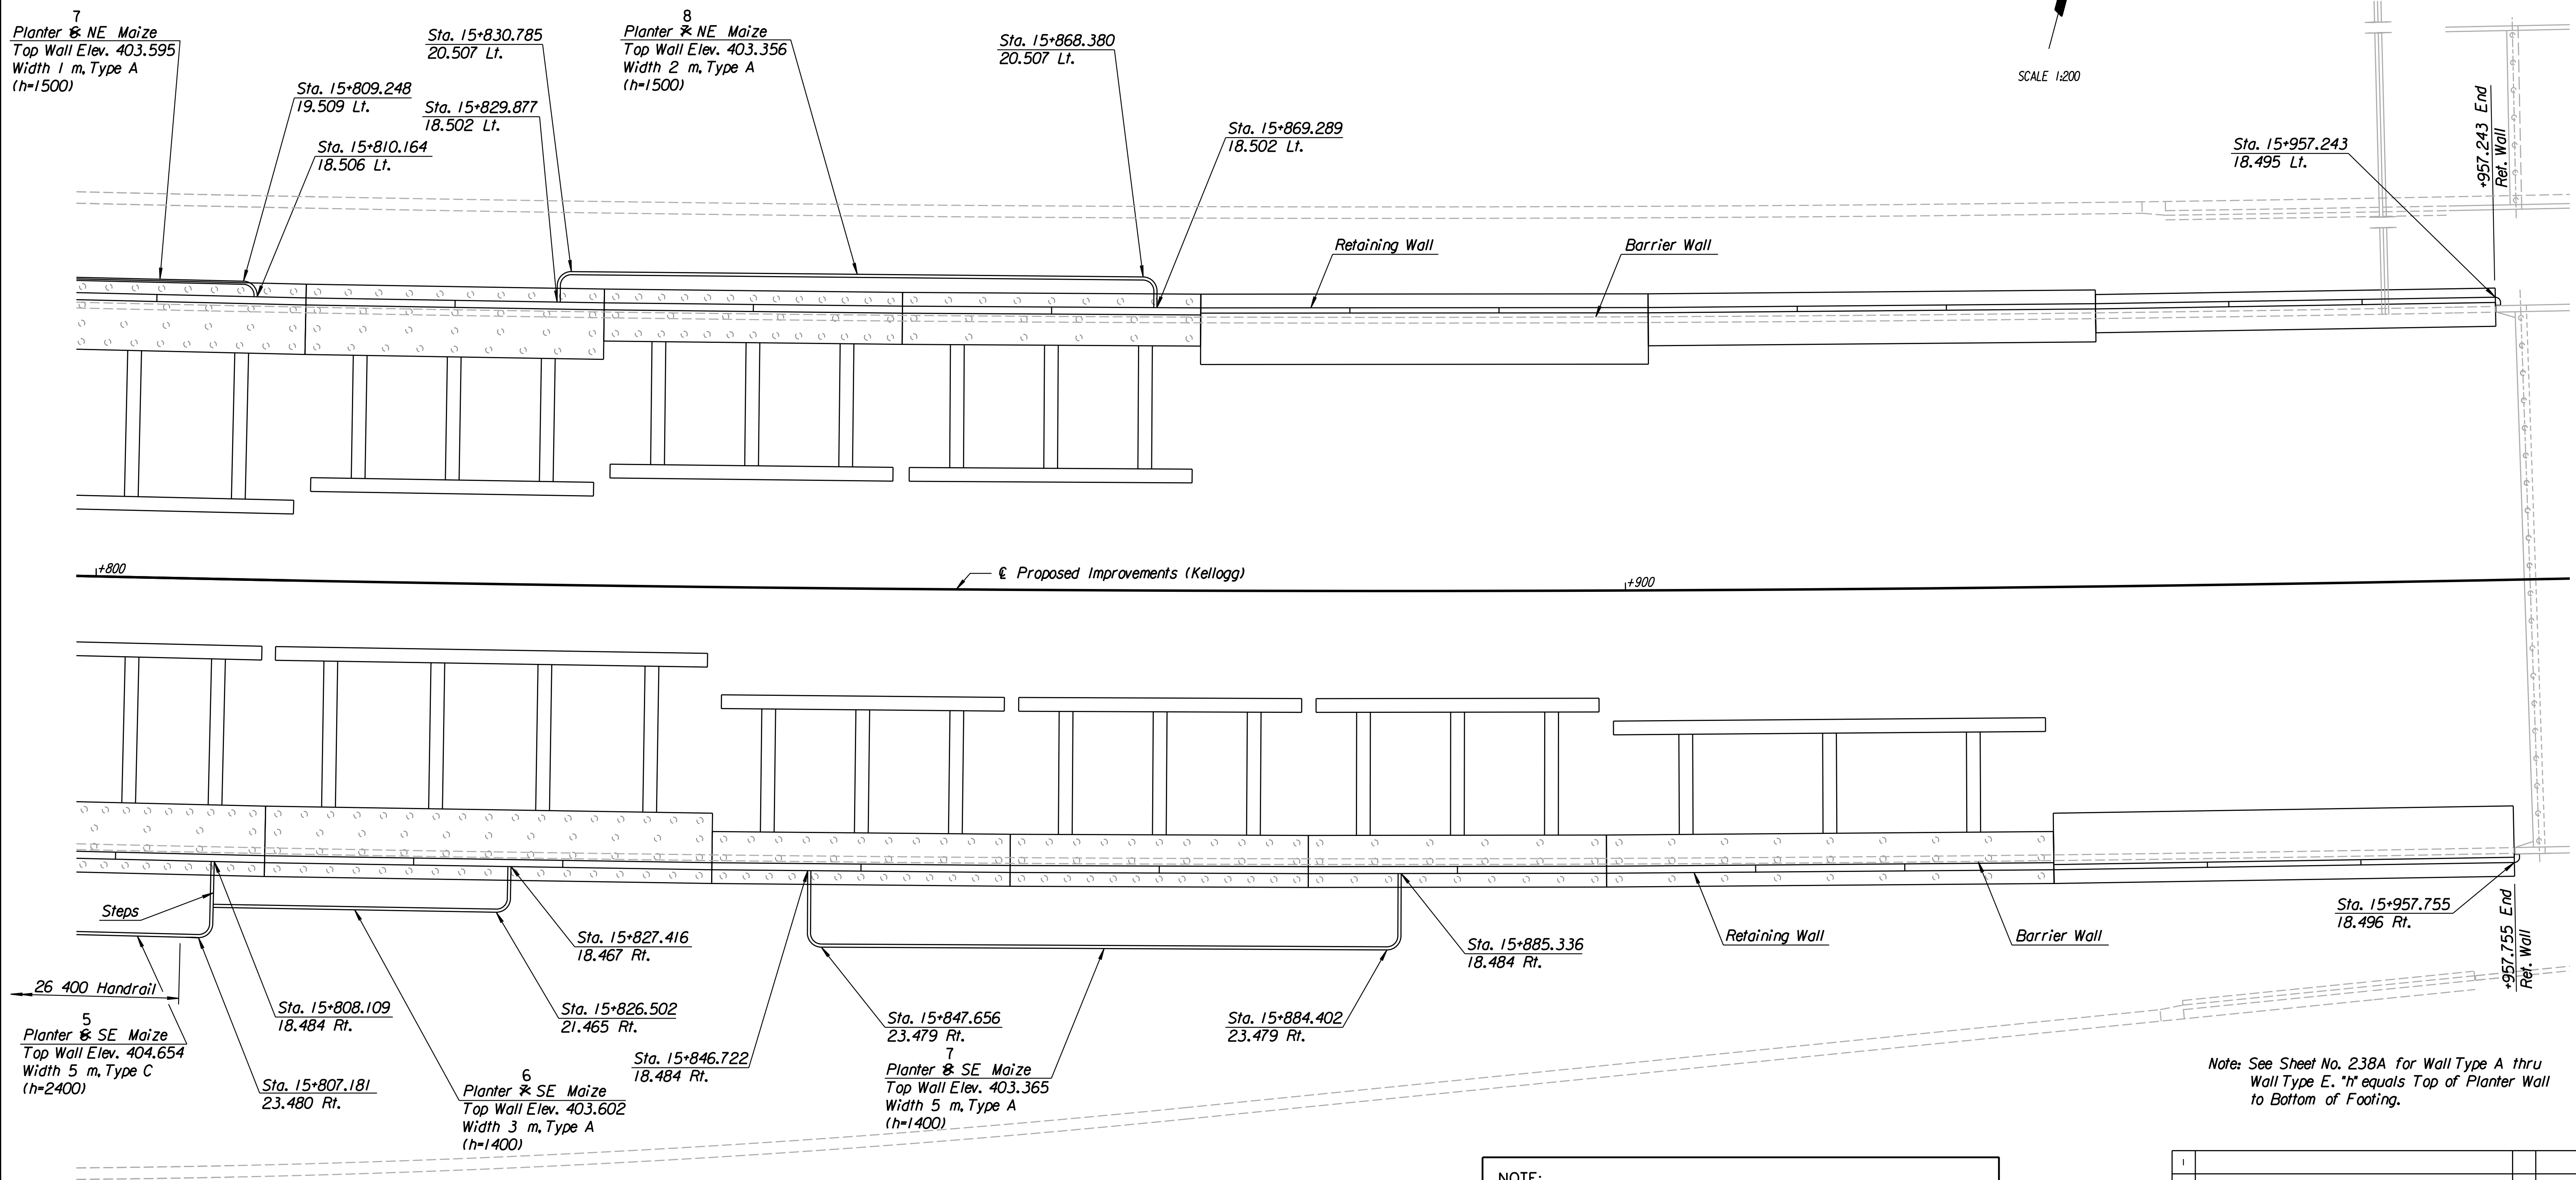 7
Planter 6 NE Maize
Top Wall Elev. 403.595
Width 1 m, Type A
(h=1500)
Sta. 15+809.248
19.509 Lt.
Sta. 15+810.164
18.506 Lt.
Sta. 15+830.785
20.507 Lt.
Sta. 15+829.877
18.502 Lt.
8
Planter 7 NE Maize
Top Wall Elev. 403.356
Width 2 m, Type A
(h=1500)
Sta. 15+868.380
20.507 Lt.
Sta. 15+869.289
18.502 Lt.
SCALE 1:200
Sta. 15+957.243
18.495 Lt.
+957.243 End
Ret. Wall
Retaining Wall
Barrier Wall
+800
℄ Proposed Improvements (Kellogg)
+900
Steps
26 400 Handrail
5
Planter 6 SE Maize
Top Wall Elev. 404.654
Width 5 m, Type C
(h=2400)
Sta. 15+808.109
18.484 Rt.
Sta. 15+807.181
23.480 Rt.
Sta. 15+827.416
18.467 Rt.
Sta. 15+826.502
21.465 Rt.
6
Planter 7 SE Maize
Top Wall Elev. 403.602
Width 3 m, Type A
(h=1400)
Sta. 15+846.722
18.484 Rt.
Sta. 15+847.656
23.479 Rt.
7
Planter 8 SE Maize
Top Wall Elev. 403.365
Width 5 m, Type A
(h=1400)
Sta. 15+884.402
23.479 Rt.
Sta. 15+885.336
18.484 Rt.
Retaining Wall
Barrier Wall
Sta. 15+957.755
18.496 Rt.
+957.755 End
Ret. Wall
Note: See Sheet No. 238A for Wall Type A thru
Wall Type E. "h" equals Top of Planter Wall
to Bottom of Footing.
NOTE: